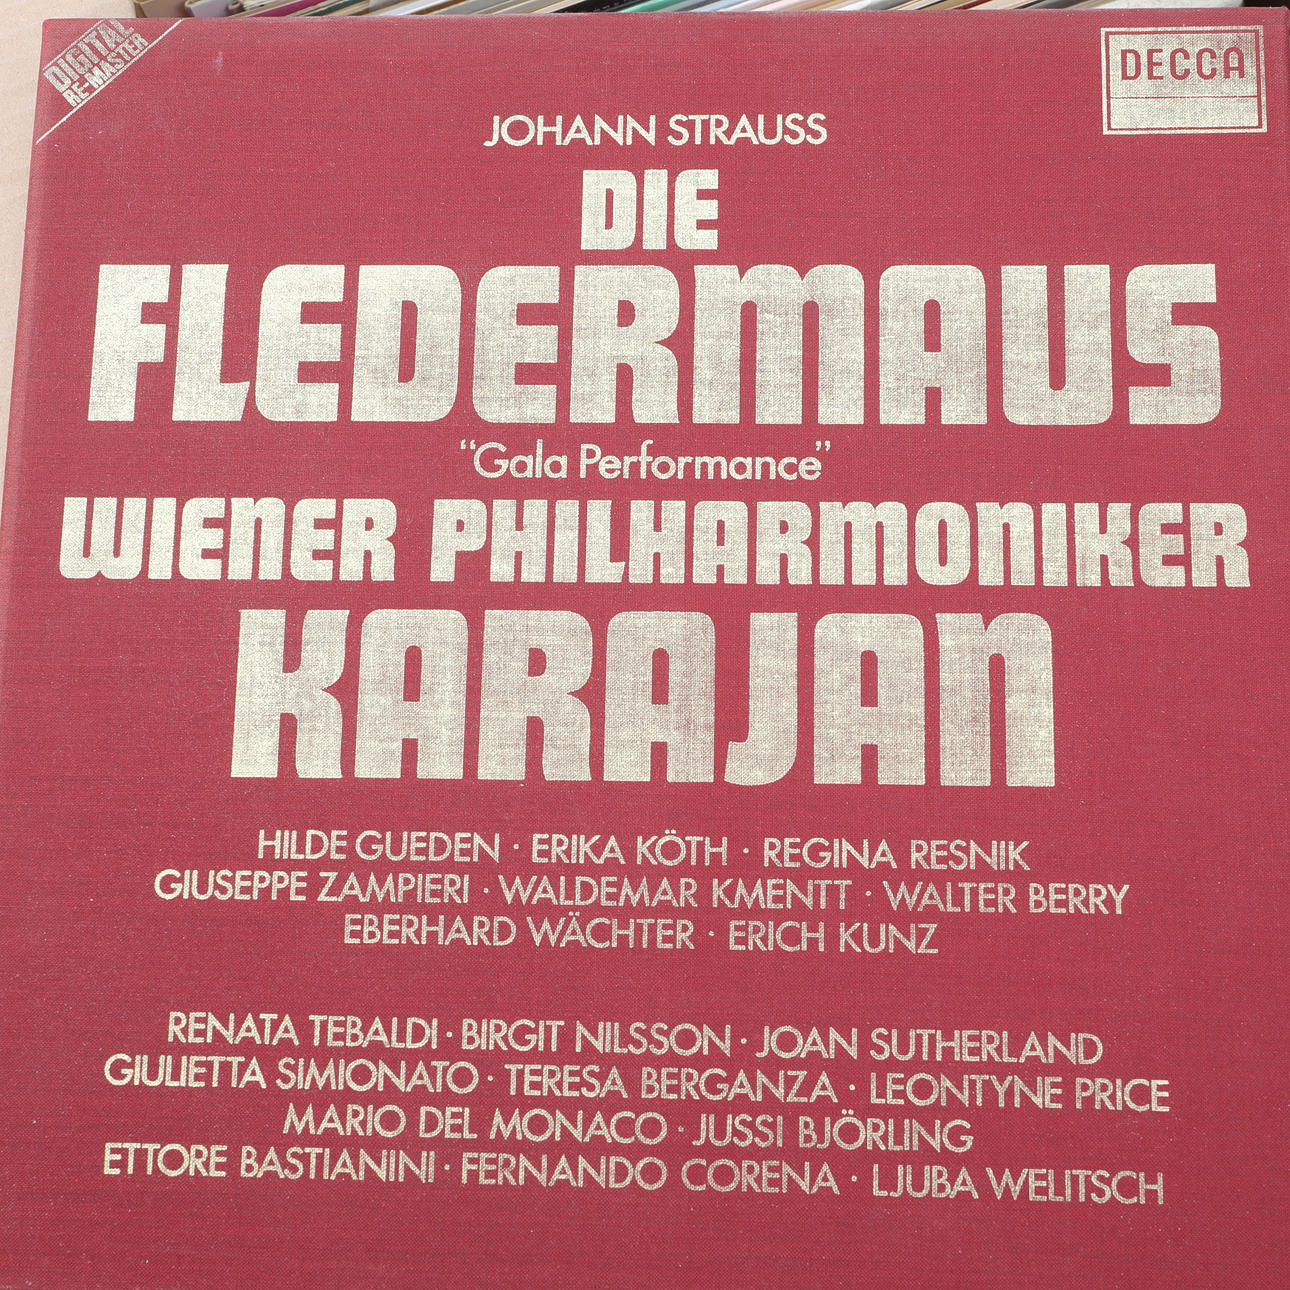 DIGITAL
RE-MASTER
DECCA
JOHANN STRAUSS
DIE
FLEDERMAUS
“Gala Performance”
WIENER PHILHARMONIKER
KARAJAN
HILDE GUEDEN · ERIKA KÖTH · REGINA RESNIK
GIUSEPPE ZAMPIERI · WALDEMAR KMENTT · WALTER BERRY
EBERHARD WÄCHTER · ERICH KUNZ
RENATA TEBALDI · BIRGIT NILSSON · JOAN SUTHERLAND
GIULIETTA SIMIONATO · TERESA BERGANZA · LEONTYNE PRICE
MARIO DEL MONACO · JUSSI BJÖRLING
ETTORE BASTIANINI · FERNANDO CORENA · LJUBA WELITSCH